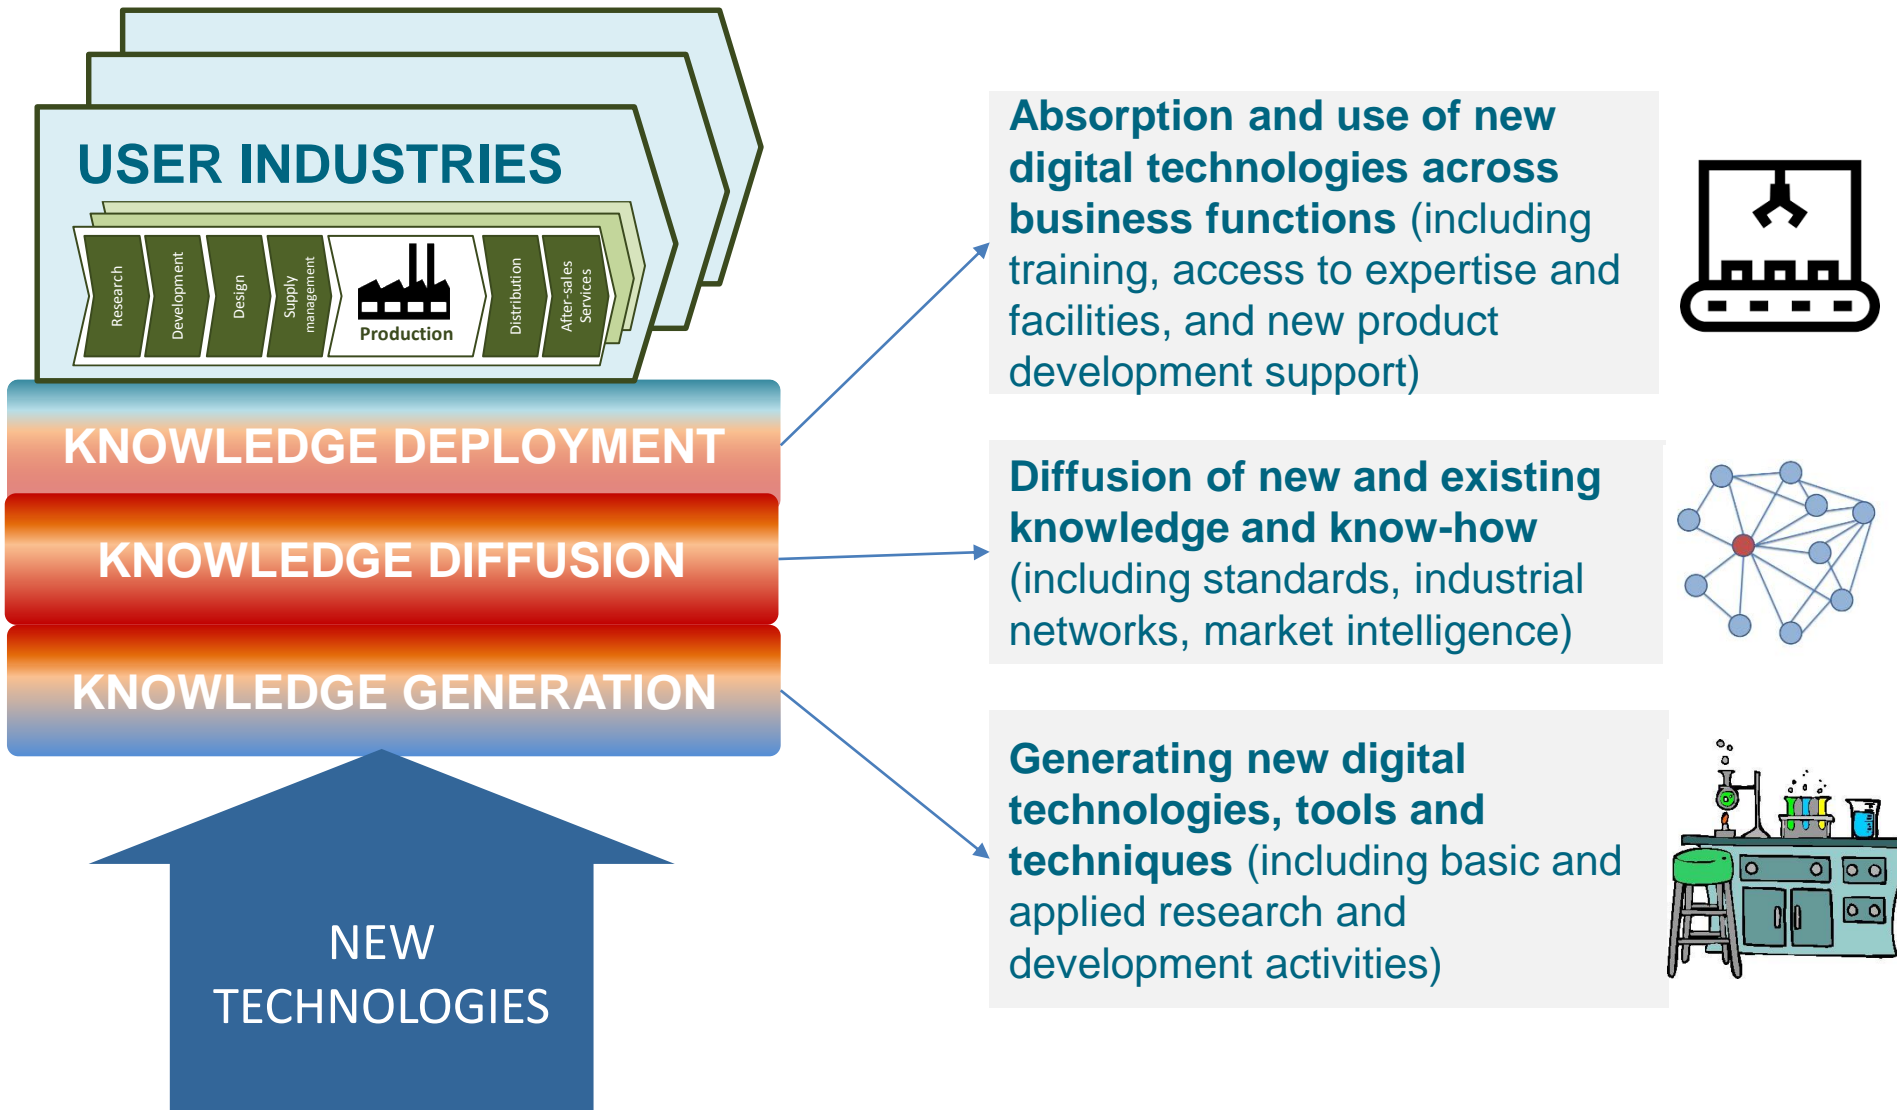 USER INDUSTRIES
Research
Development
Design
Supply
management
Production
Distribution
After-sales
Services
KNOWLEDGE DEPLOYMENT
KNOWLEDGE DIFFUSION
KNOWLEDGE GENERATION
NEW
TECHNOLOGIES
Absorption and use of new
digital technologies across
business functions (including
training, access to expertise and
facilities, and new product
development support)
Diffusion of new and existing
knowledge and know-how
(including standards, industrial
networks, market intelligence)
Generating new digital
technologies, tools and
techniques (including basic and
applied research and
development activities)